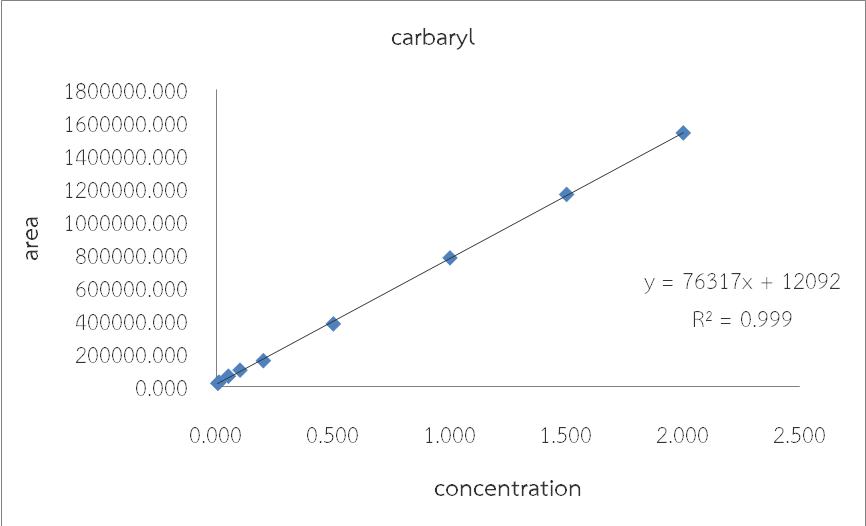 carbaryl
1800000.000
1600000.000
1400000.000
1200000.000
1000000.000
800000.000
600000.000
400000.000
200000.000
0.000
area
y = 76317x + 12092
R² = 0.999
0.000 0.500 1.000 1.500 2.000 2.500
concentration